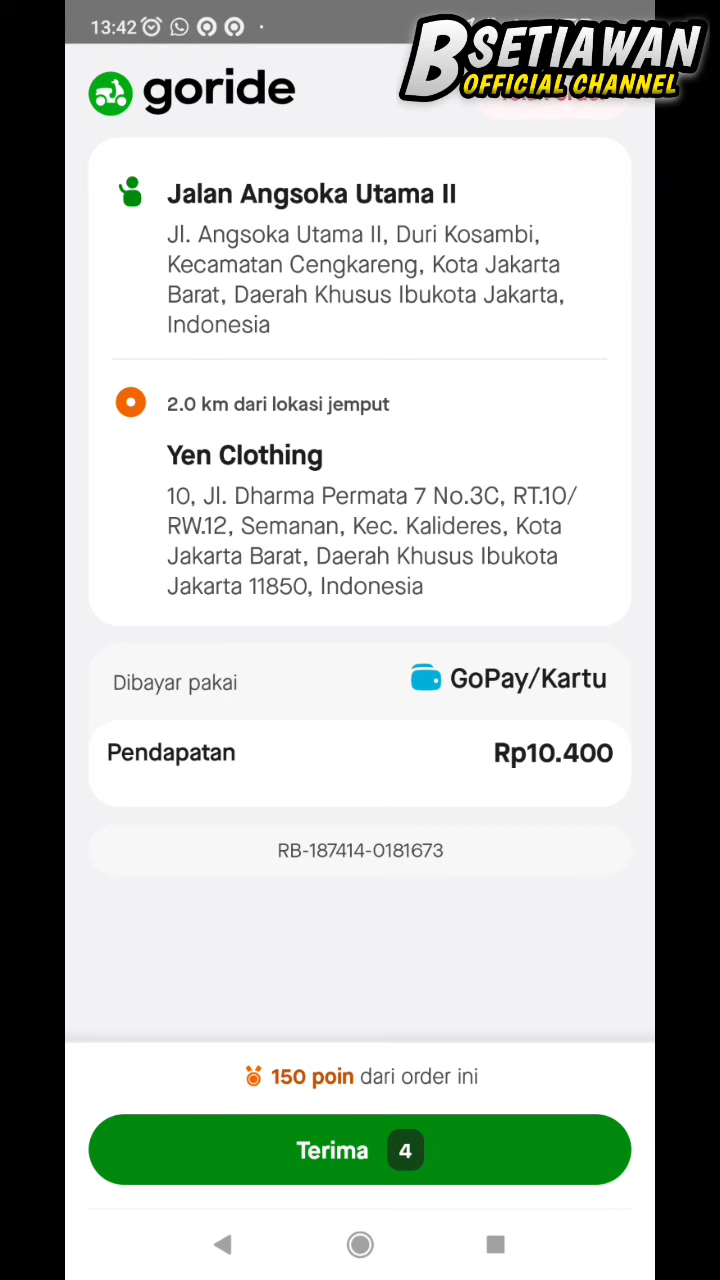 13:42
BSETIAWAN
OFFICIAL CHANNEL
goride
Jalan Angsoka Utama II
Jl. Angsoka Utama II, Duri Kosambi,
Kecamatan Cengkareng, Kota Jakarta
Barat, Daerah Khusus Ibukota Jakarta,
Indonesia
2.0 km dari lokasi jemput
Yen Clothing
10, Jl. Dharma Permata 7 No.3C, RT.10/
RW.12, Semanan, Kec. Kalideres, Kota
Jakarta Barat, Daerah Khusus Ibukota
Jakarta 11850, Indonesia
Dibayar pakai
GoPay/Kartu
Pendapatan
Rp10.400
RB-187414-0181673
150 poin dari order ini
Terima 4